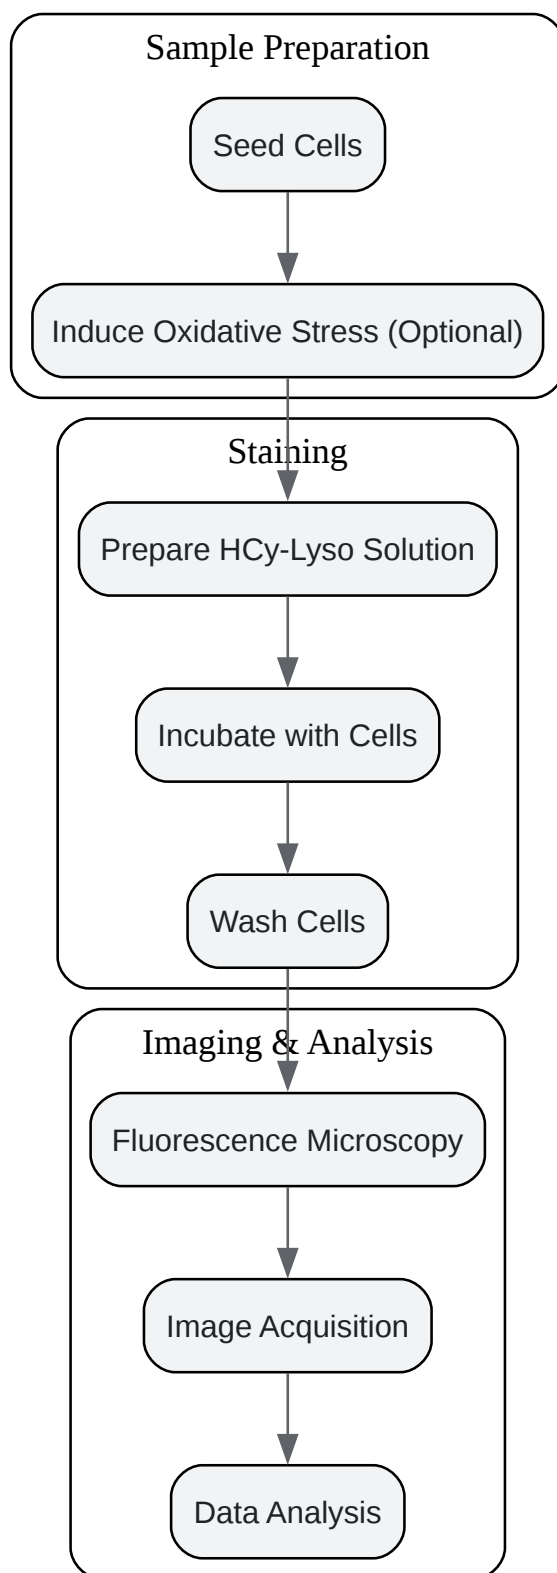 Sample Preparation
Seed Cells
Induce Oxidative Stress (Optional)
Staining
Prepare HCy-Lyso Solution
Incubate with Cells
Wash Cells
Imaging & Analysis
Fluorescence Microscopy
Image Acquisition
Data Analysis